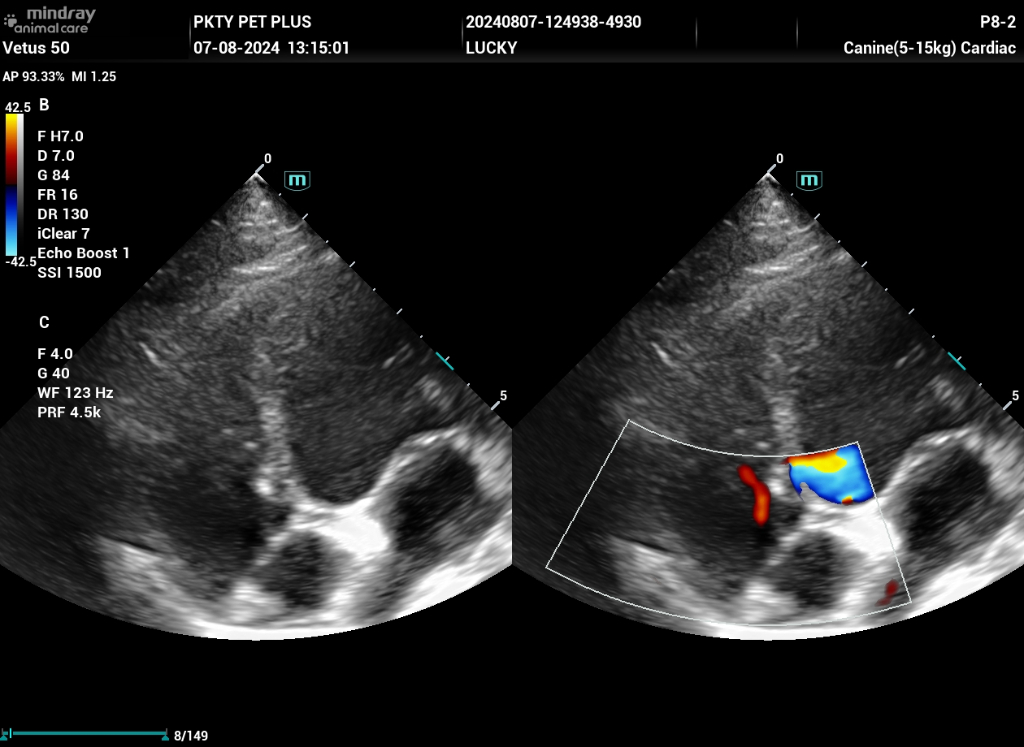 mindray
animalcare
PKTY PET PLUS
20240807-124938-4930
P8-2
Vetus 50
07-08-2024 13:15:01
LUCKY
Canine(5-15kg) Cardiac
AP 93.33% MI 1.25
42.5
B
F H7.0
D 7.0
G 84
FR 16
DR 130
iClear 7
Echo Boost 1
-42.5
SSI 1500
C
F 4.0
G 40
WF 123 Hz
PRF 4.5k
0
m
5
0
m
5
8/149